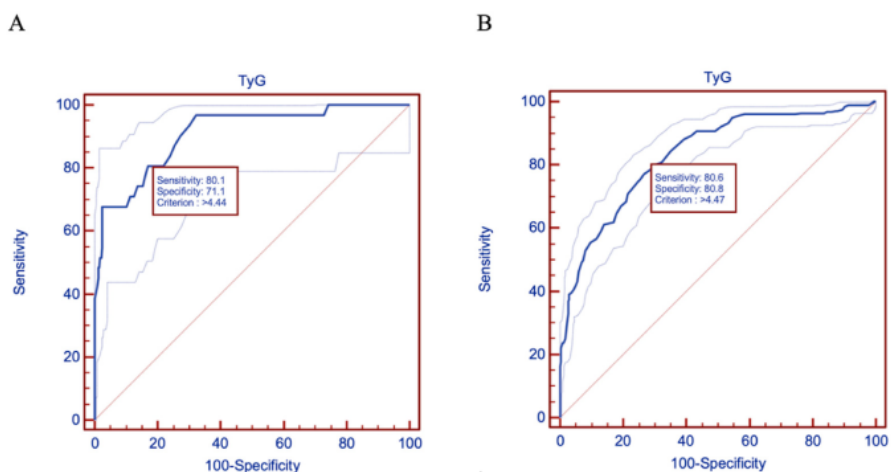 A
B
TyG
100
80
60
40
20
0
Sensitivity
Sensitivity: 80.1
Specificity: 71.1
Criterion : >4.44
0 20 40 60 80 100
100-Specificity
TyG
100
80
60
40
20
0
Sensitivity
Sensitivity: 80.6
Specificity: 80.8
Criterion : >4.47
0 20 40 60 80 100
100-Specificity